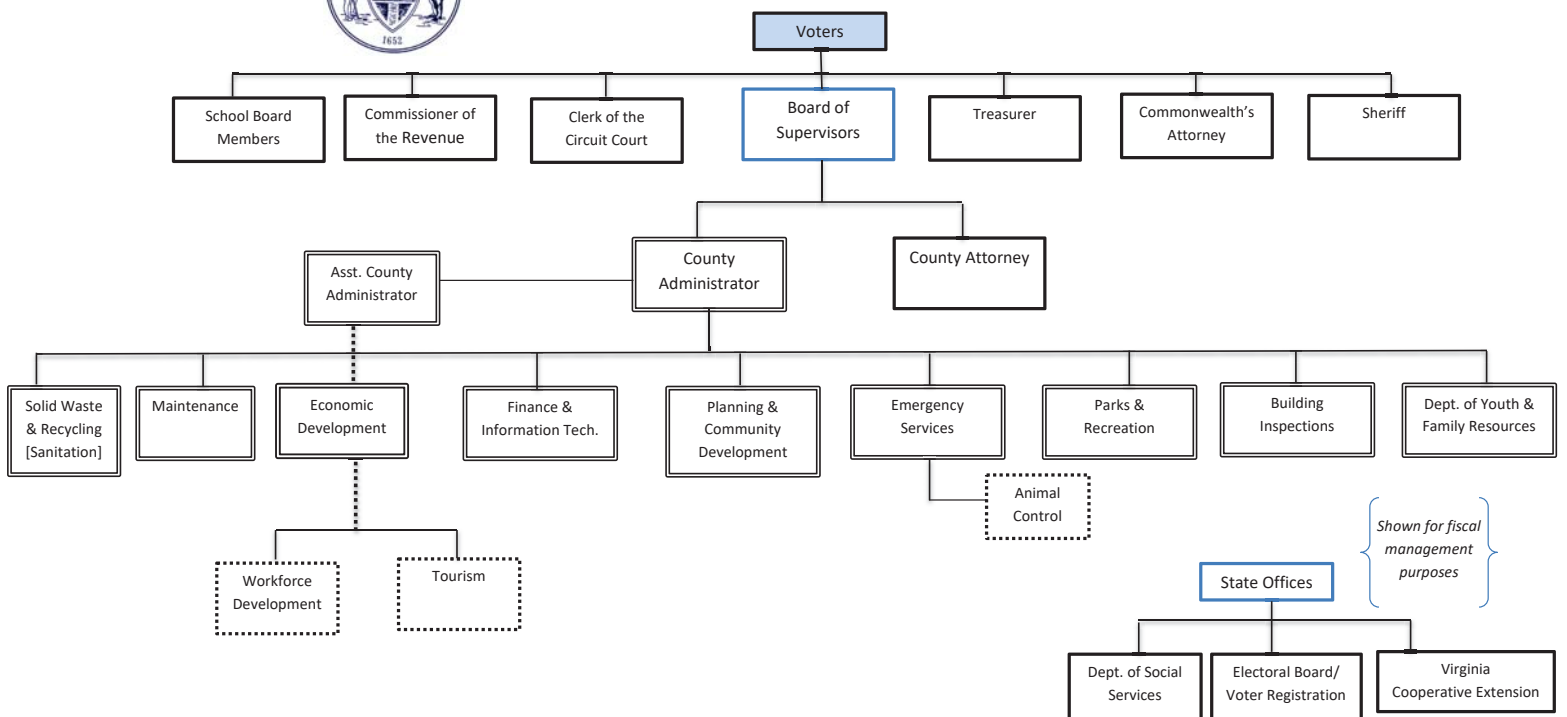 1652
Voters
School Board
Members
Commissioner of
the Revenue
Clerk of the
Circuit Court
Board of
Supervisors
Treasurer
Commonwealth's
Attorney
Sheriff
Asst. County
Administrator
County
Administrator
County Attorney
Solid Waste
& Recycling
[Sanitation]
Maintenance
Economic
Development
Finance &
Information Tech.
Planning &
Community
Development
Emergency
Services
Parks &
Recreation
Building
Inspections
Dept. of Youth &
Family Resources
Animal
Control
Workforce
Development
Tourism
Shown for fiscal
management
purposes
State Offices
Dept. of Social
Services
Electoral Board/
Voter Registration
Virginia
Cooperative Extension